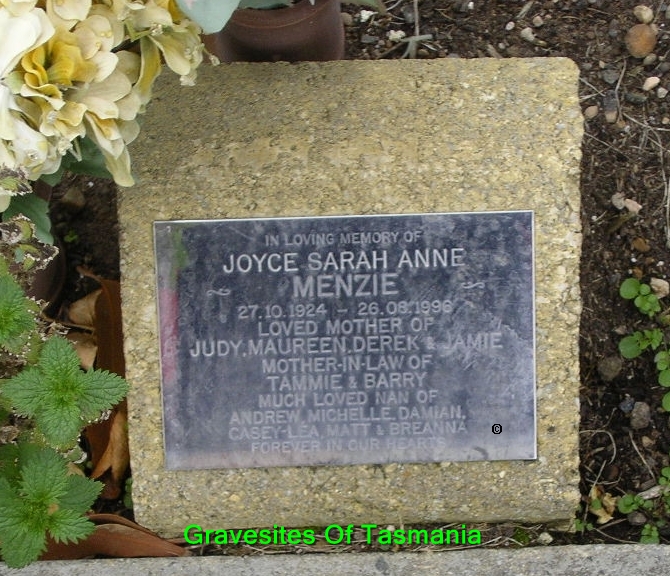 IN LOVING MEMORY OF
JOYCE SARAH ANNE
~ MENZIE ~
27.10.1924 - 26.08.1996
LOVED MOTHER OF
JUDY, MAUREEN, DEREK & JAMIE
MOTHER-IN-LAW OF
TAMMIE & BARRY
MUCH LOVED NAN OF
ANDREW, MICHELLE, DAMIAN,
CASEY-LEA, MATT & BREANNA
FOREVER IN OUR HEARTS
©
Gravesites Of Tasmania